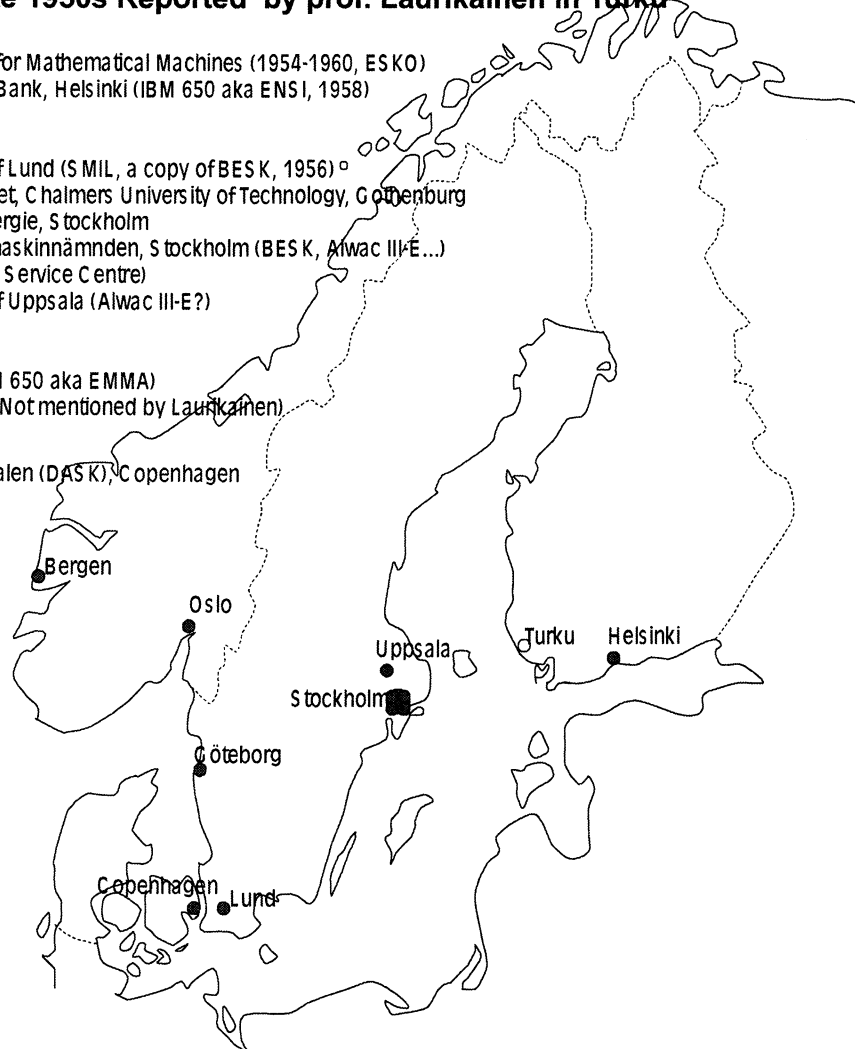 1950s Reported by prof. Laurikainen in Turku
for Mathematical Machines (1954-1960, ESKO)
Bank, Helsinki (IBM 650 aka ENSI, 1958)
f Lund (SMIL, a copy of BESK, 1956)
et, Chalmers University of Technology, Gothenburg
ergie, Stockholm
naskinnämnden, Stockholm (BESK, Alwac III-E...)
Service Centre)
f Uppsala (Alwac III-E?)
650 aka EMMA)
Not mentioned by Laurikainen)
alen (DASK), Copenhagen
Bergen
Oslo
Turku
Helsinki
Uppsala
Stockholm
Göteborg
Copenhagen
Lund